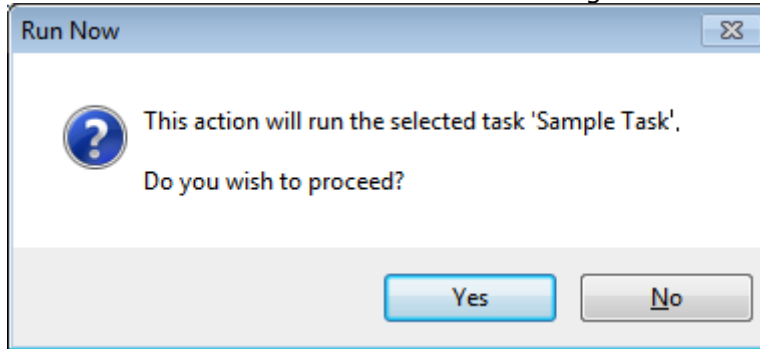 Run Now
This action will run the selected task 'Sample Task',
Do you wish to proceed?
Yes
No